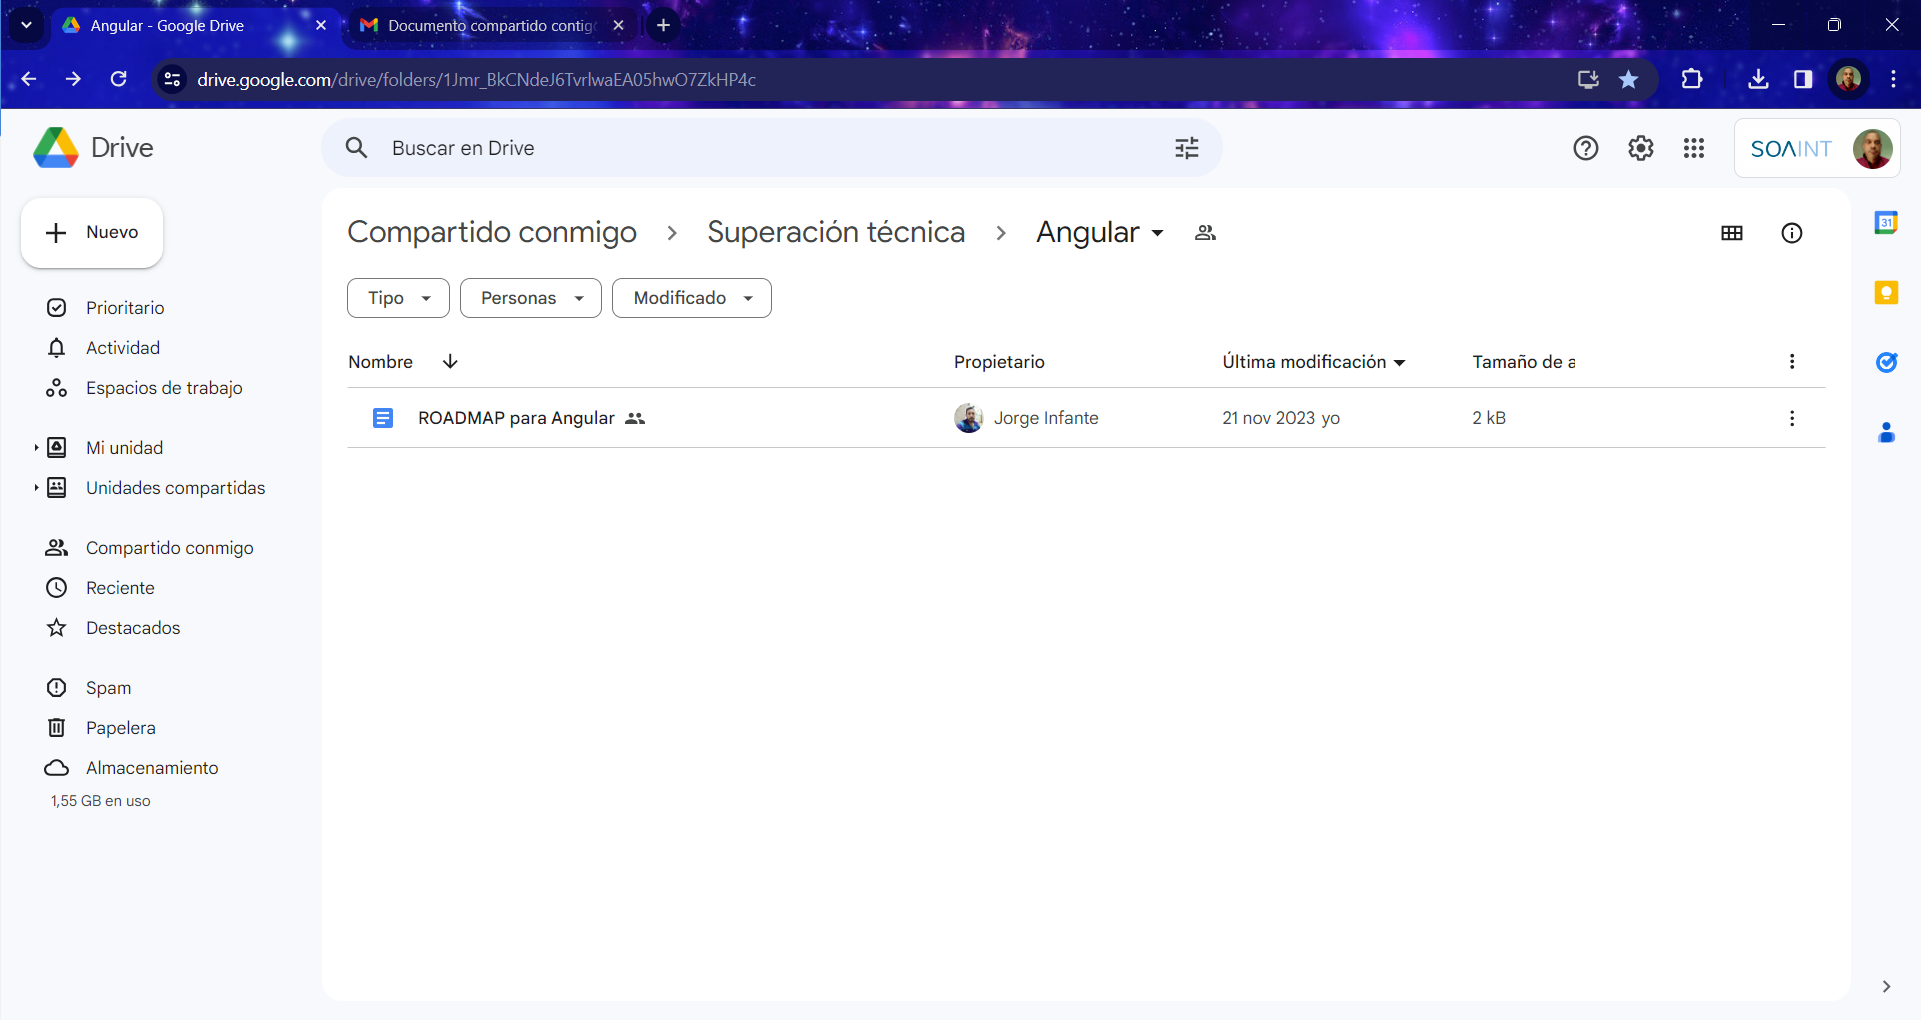 Angular - Google Drive
Documento compartido contig
drive.google.com/drive/folders/1Jmr_BkCNdeJ6TvrlwaEA05hwO7ZkHP4c
Drive
Buscar en Drive
SOAINT
Nuevo
Compartido conmigo
Superación técnica
Angular
31
Tipo
Personas
Modificado
Prioritario
Actividad
Espacios de trabajo
Mi unidad
Unidades compartidas
Compartido conmigo
Reciente
Destacados
Spam
Papelera
Almacenamiento
1,55 GB en uso
Nombre
Propietario
Última modificación
Tamaño de a
ROADMAP para Angular
Jorge Infante
21 nov 2023 yo
2 kB